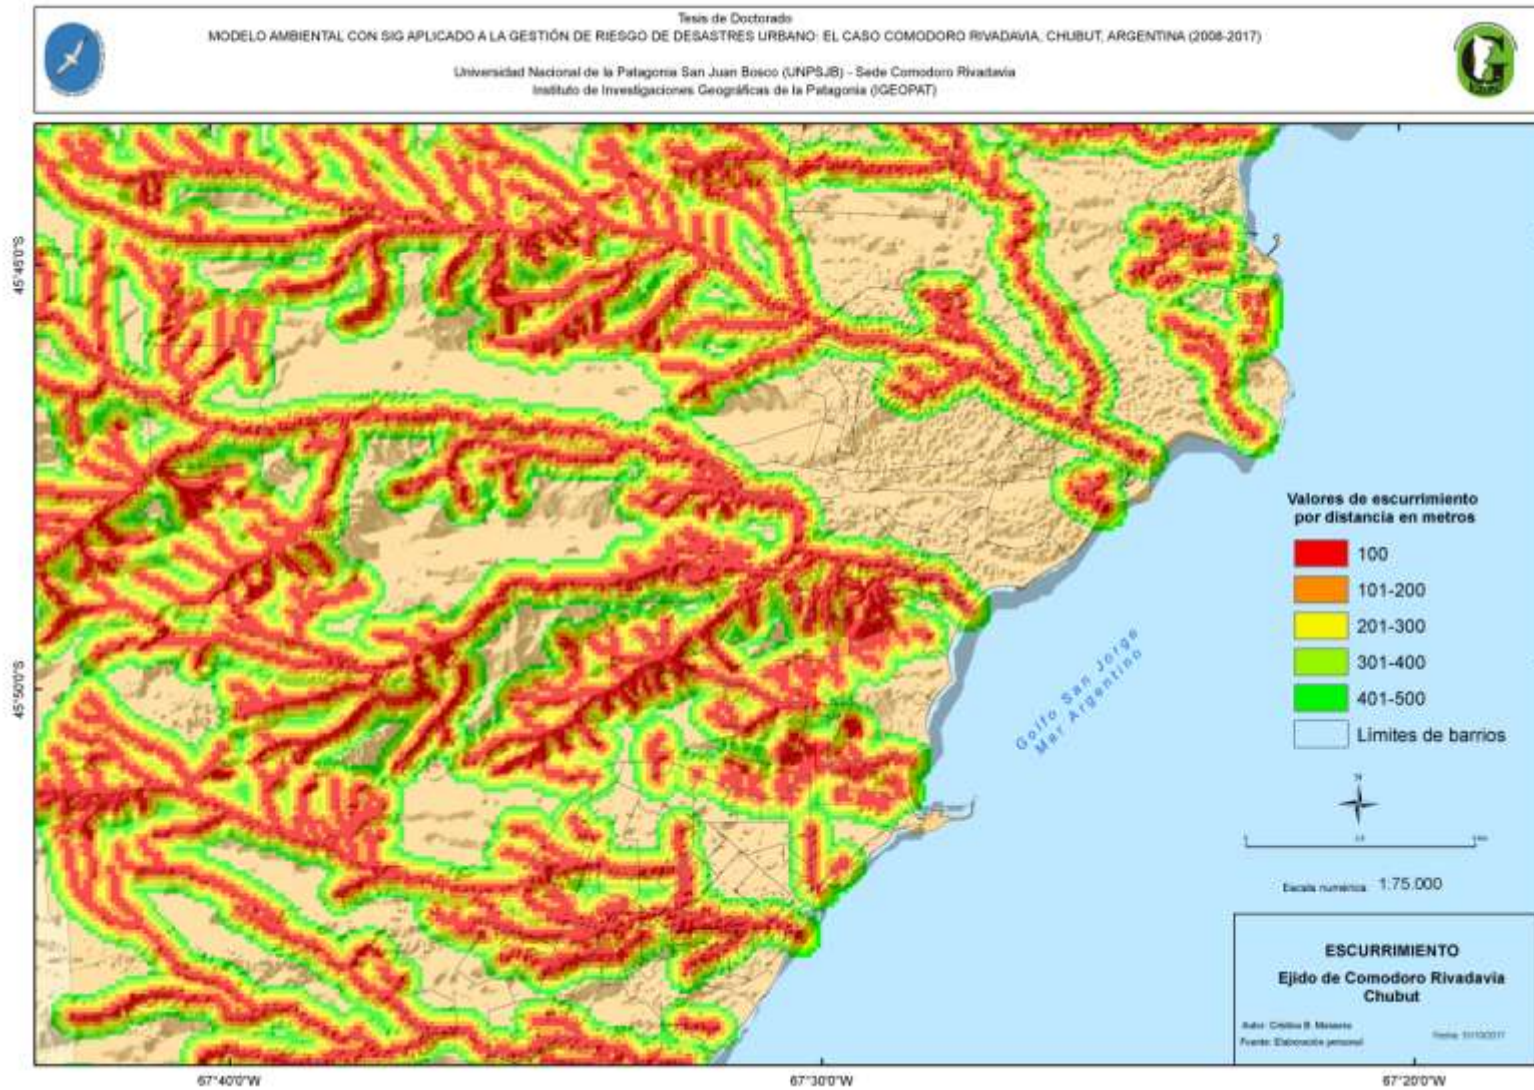 Tesis de Doctorado
MODELO AMBIENTAL CON SIG APLICADO A LA GESTIÓN DE RIESGO DE DESASTRES URBANO: EL CASO COMODORO RIVADAVIA, CHUBUT, ARGENTINA (2008-2017)
Universidad Nacional de la Patagonia San Juan Bosco (UNPSJB) - Sede Comodoro Rivadavia
Instituto de Investigaciones Geográficas de la Patagonia (IGEOPAT)
45°45'0"S
45°50'0"S
Golfo San Jorge
Mar Argentino
Valores de escurrimiento
por distancia en metros
100
101-200
201-300
301-400
401-500
Límites de barrios
N
Escala numérica: 1:75.000
ESCURRIMIENTO
Ejido de Comodoro Rivadavia
Chubut
Autor: Cristina B.
Fuente: Elaboración personal
Fecha:
67°40'0"W
67°30'0"W
67°20'0"W